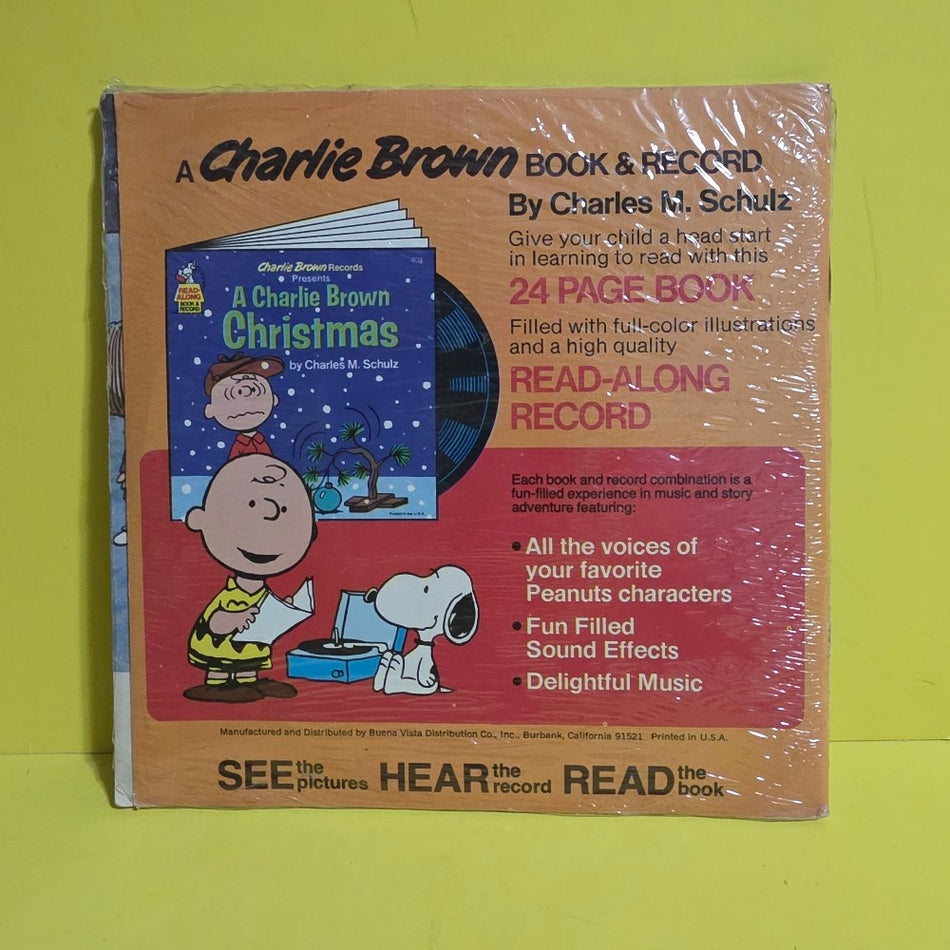 A Charlie Brown BOOK & RECORD
By Charles M. Schulz
Give your child a head start
in learning to read with this
24 PAGE BOOK
Filled with full-color illustrations
and a high quality
READ-ALONG
RECORD
Charlie Brown Records
Presents
401
READ-
ALONG
BOOK &
RECORD
A Charlie Brown
Christmas
by Charles M. Schulz
Printed in the U.S.A.
Each book and record combination is a
fun-filled experience in music and story
adventure featuring:
• All the voices of
your favorite
Peanuts characters
• Fun Filled
Sound Effects
• Delightful Music
Manufactured and Distributed by Buena Vista Distribution Co., Inc., Burbank, California 91521 Printed in U.S.A.
SEE the pictures HEAR the record READ the book